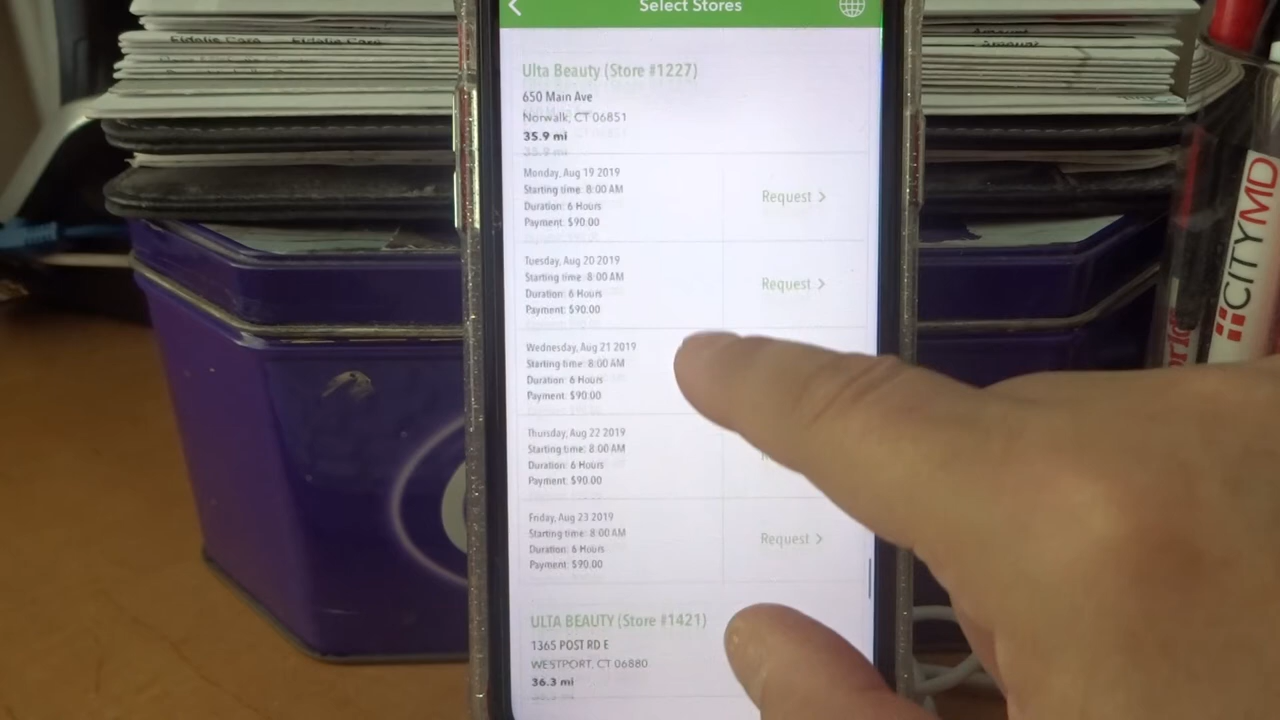 Select Stores
Ulta Beauty (Store #1227)
650 Main Ave
Norwalk, CT 06851
35.9 mi
Monday, Aug 19 2019
Starting time: 8:00 AM
Duration: 6 Hours
Payment: $90.00
Request >
Tuesday, Aug 20 2019
Starting time: 8:00 AM
Duration: 6 Hours
Payment: $90.00
Request >
Wednesday, Aug 21 2019
Starting time: 8:00 AM
Duration: 6 Hours
Payment: $90.00
Thursday, Aug 22 2019
Starting time: 8:00 AM
Duration: 6 Hours
Payment: $90.00
Friday, Aug 23 2019
Starting time: 8:00 AM
Duration: 6 Hours
Payment: $90.00
Request >
ULTA BEAUTY (Store #1421)
1365 POST RD E
WESTPORT, CT 06880
36.3 mi
Fidelis Care
Fidelis Care
Amount
CITYMD